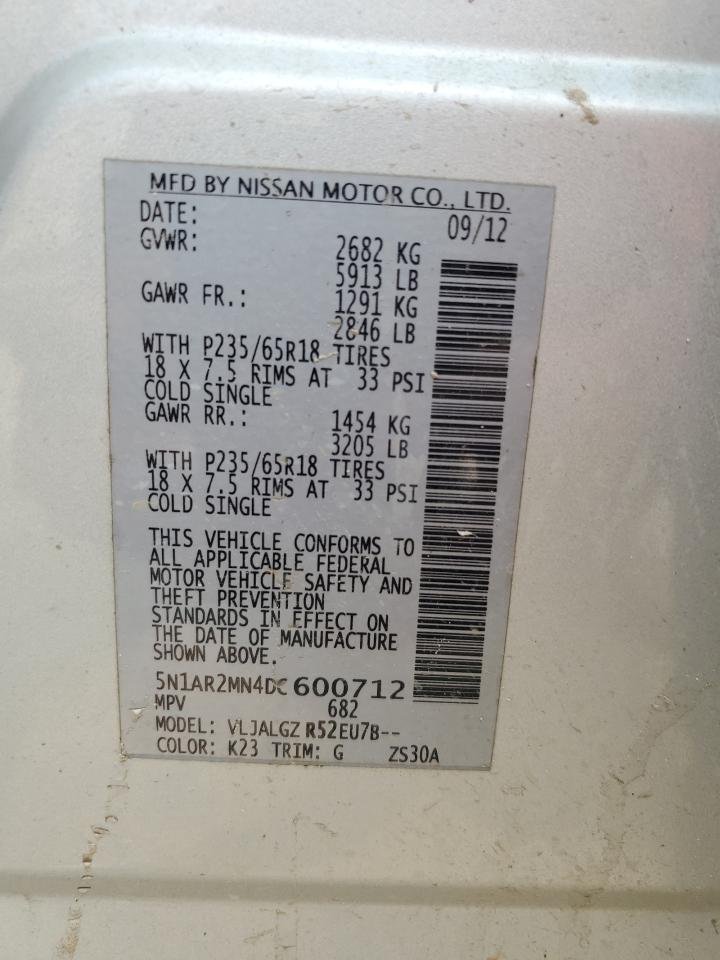 MFD BY NISSAN MOTOR CO., LTD.
DATE: 09/12
GVWR: 2682 KG
5913 LB
GAWR FR.: 1291 KG
2846 LB
WITH P235/65R18 TIRES
18 X 7.5 RIMS AT 33 PSI
COLD SINGLE
GAWR RR.: 1454 KG
3205 LB
WITH P235/65R18 TIRES
18 X 7.5 RIMS AT 33 PSI
COLD SINGLE
THIS VEHICLE CONFORMS TO
ALL APPLICABLE FEDERAL
MOTOR VEHICLE SAFETY AND
THEFT PREVENTION
STANDARDS IN EFFECT ON
THE DATE OF MANUFACTURE
SHOWN ABOVE.
5N1AR2MN4DC600712
MPV 682
MODEL: VLJALGZ R52EU7B--
COLOR: K23 TRIM: G ZS30A